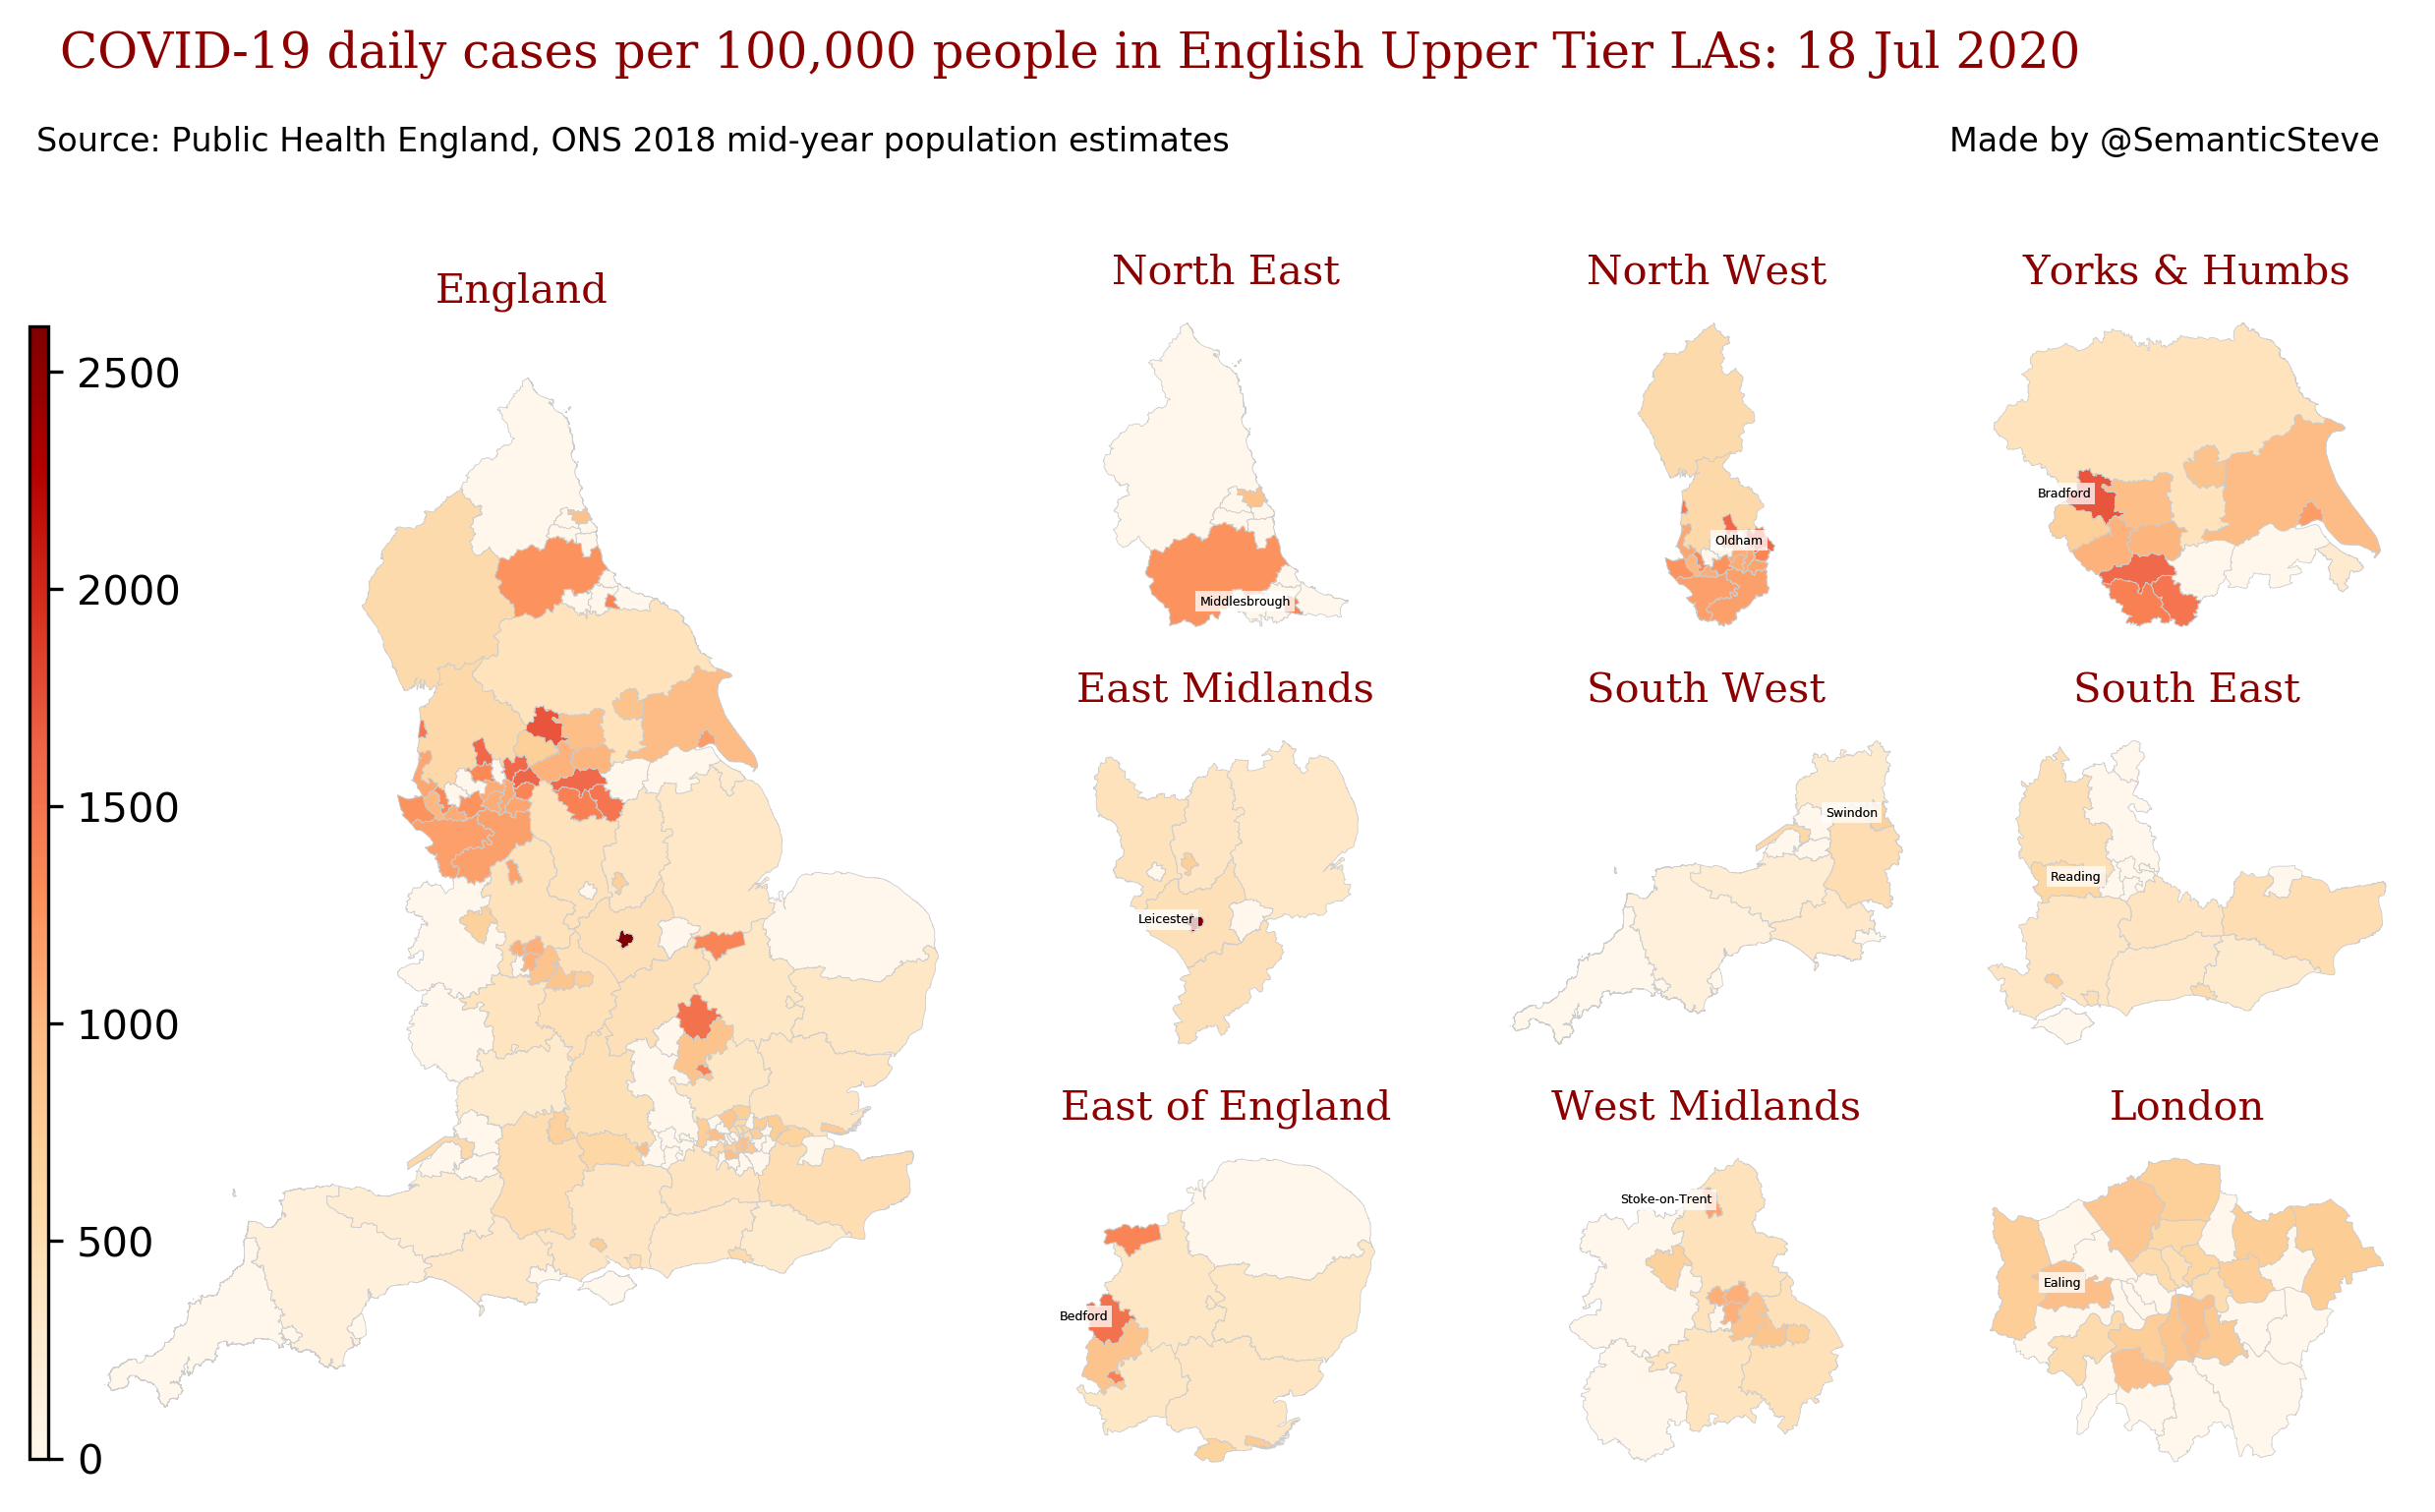 COVID-19 daily cases per 100,000 people in English Upper Tier LAs: 18 Jul 2020
Source: Public Health England, ONS 2018 mid-year population estimates
Made by @SemanticSteve
England
2500
2000
1500
1000
500
0
North East
Middlesbrough
North West
Oldham
Yorks & Humbs
Bradford
East Midlands
Leicester
South West
Swindon
South East
Reading
East of England
Bedford
West Midlands
Stoke-on-Trent
London
Ealing